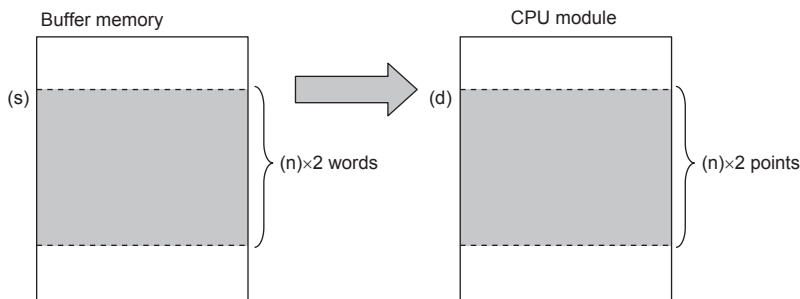 Buffer memory
CPU module
(s)
(d)
(n)×2 words
(n)×2 points